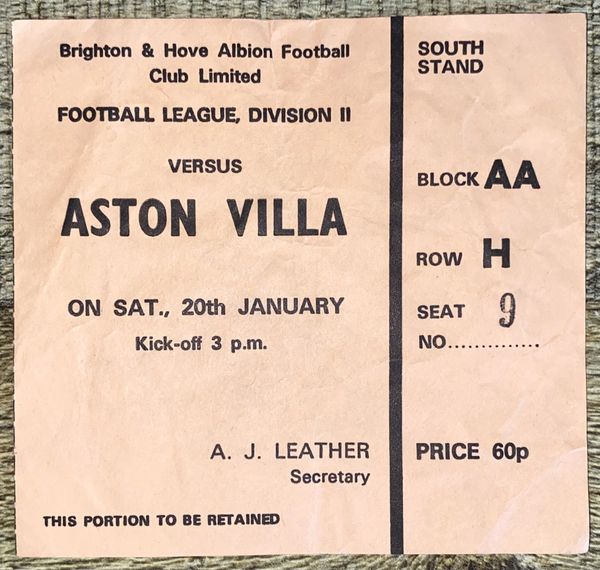 Brighton & Hove Albion Football
Club Limited
FOOTBALL LEAGUE, DIVISION II
VERSUS
ASTON VILLA
ON SAT., 20th JANUARY
Kick-off 3 p.m.
A. J. LEATHER
Secretary
THIS PORTION TO BE RETAINED
SOUTH
STAND
BLOCK AA
ROW H
SEAT 9
NO..............
PRICE 60p